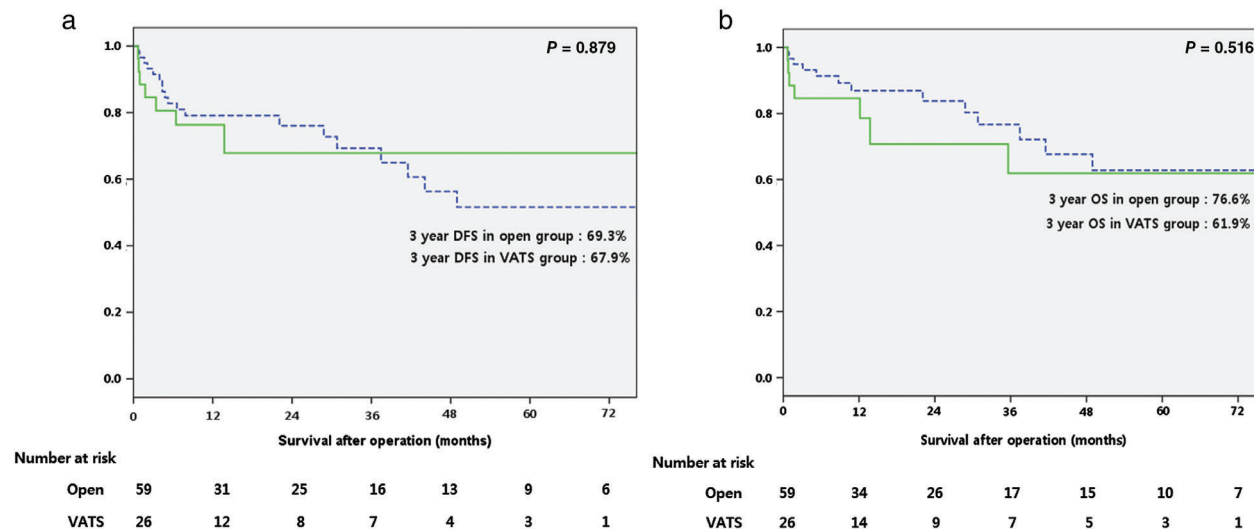 a
P = 0.879
1.0
0.8
0.6
0.4
0.2
0.0
3 year DFS in open group : 69.3%
3 year DFS in VATS group : 67.9%
0 12 24 36 48 60 72
Survival after operation (months)
Number at risk
Open 59 31 25 16 13 9 6
VATS 26 12 8 7 4 3 1
b
P = 0.516
1.0
0.8
0.6
0.4
0.2
0.0
3 year OS in open group : 76.6%
3 year OS in VATS group : 61.9%
0 12 24 36 48 60 72
Survival after operation (months)
Number at risk
Open 59 34 26 17 15 10 7
VATS 26 14 9 7 5 3 1